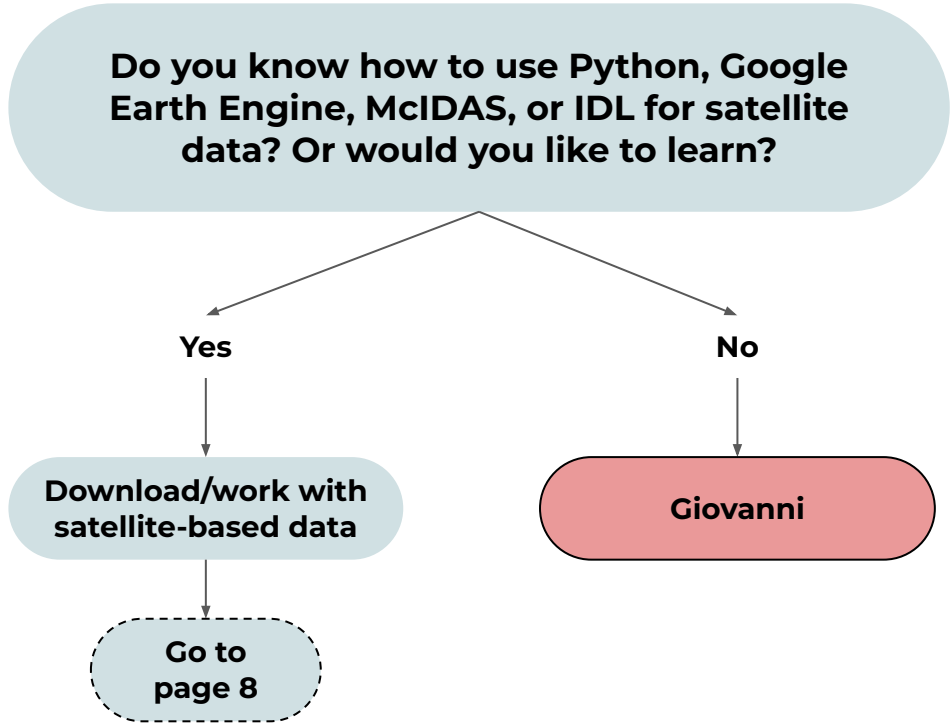 Do you know how to use Python, Google
Earth Engine, McIDAS, or IDL for satellite
data? Or would you like to learn?
Yes
No
Download/work with
satellite-based data
Giovanni
Go to
page 8